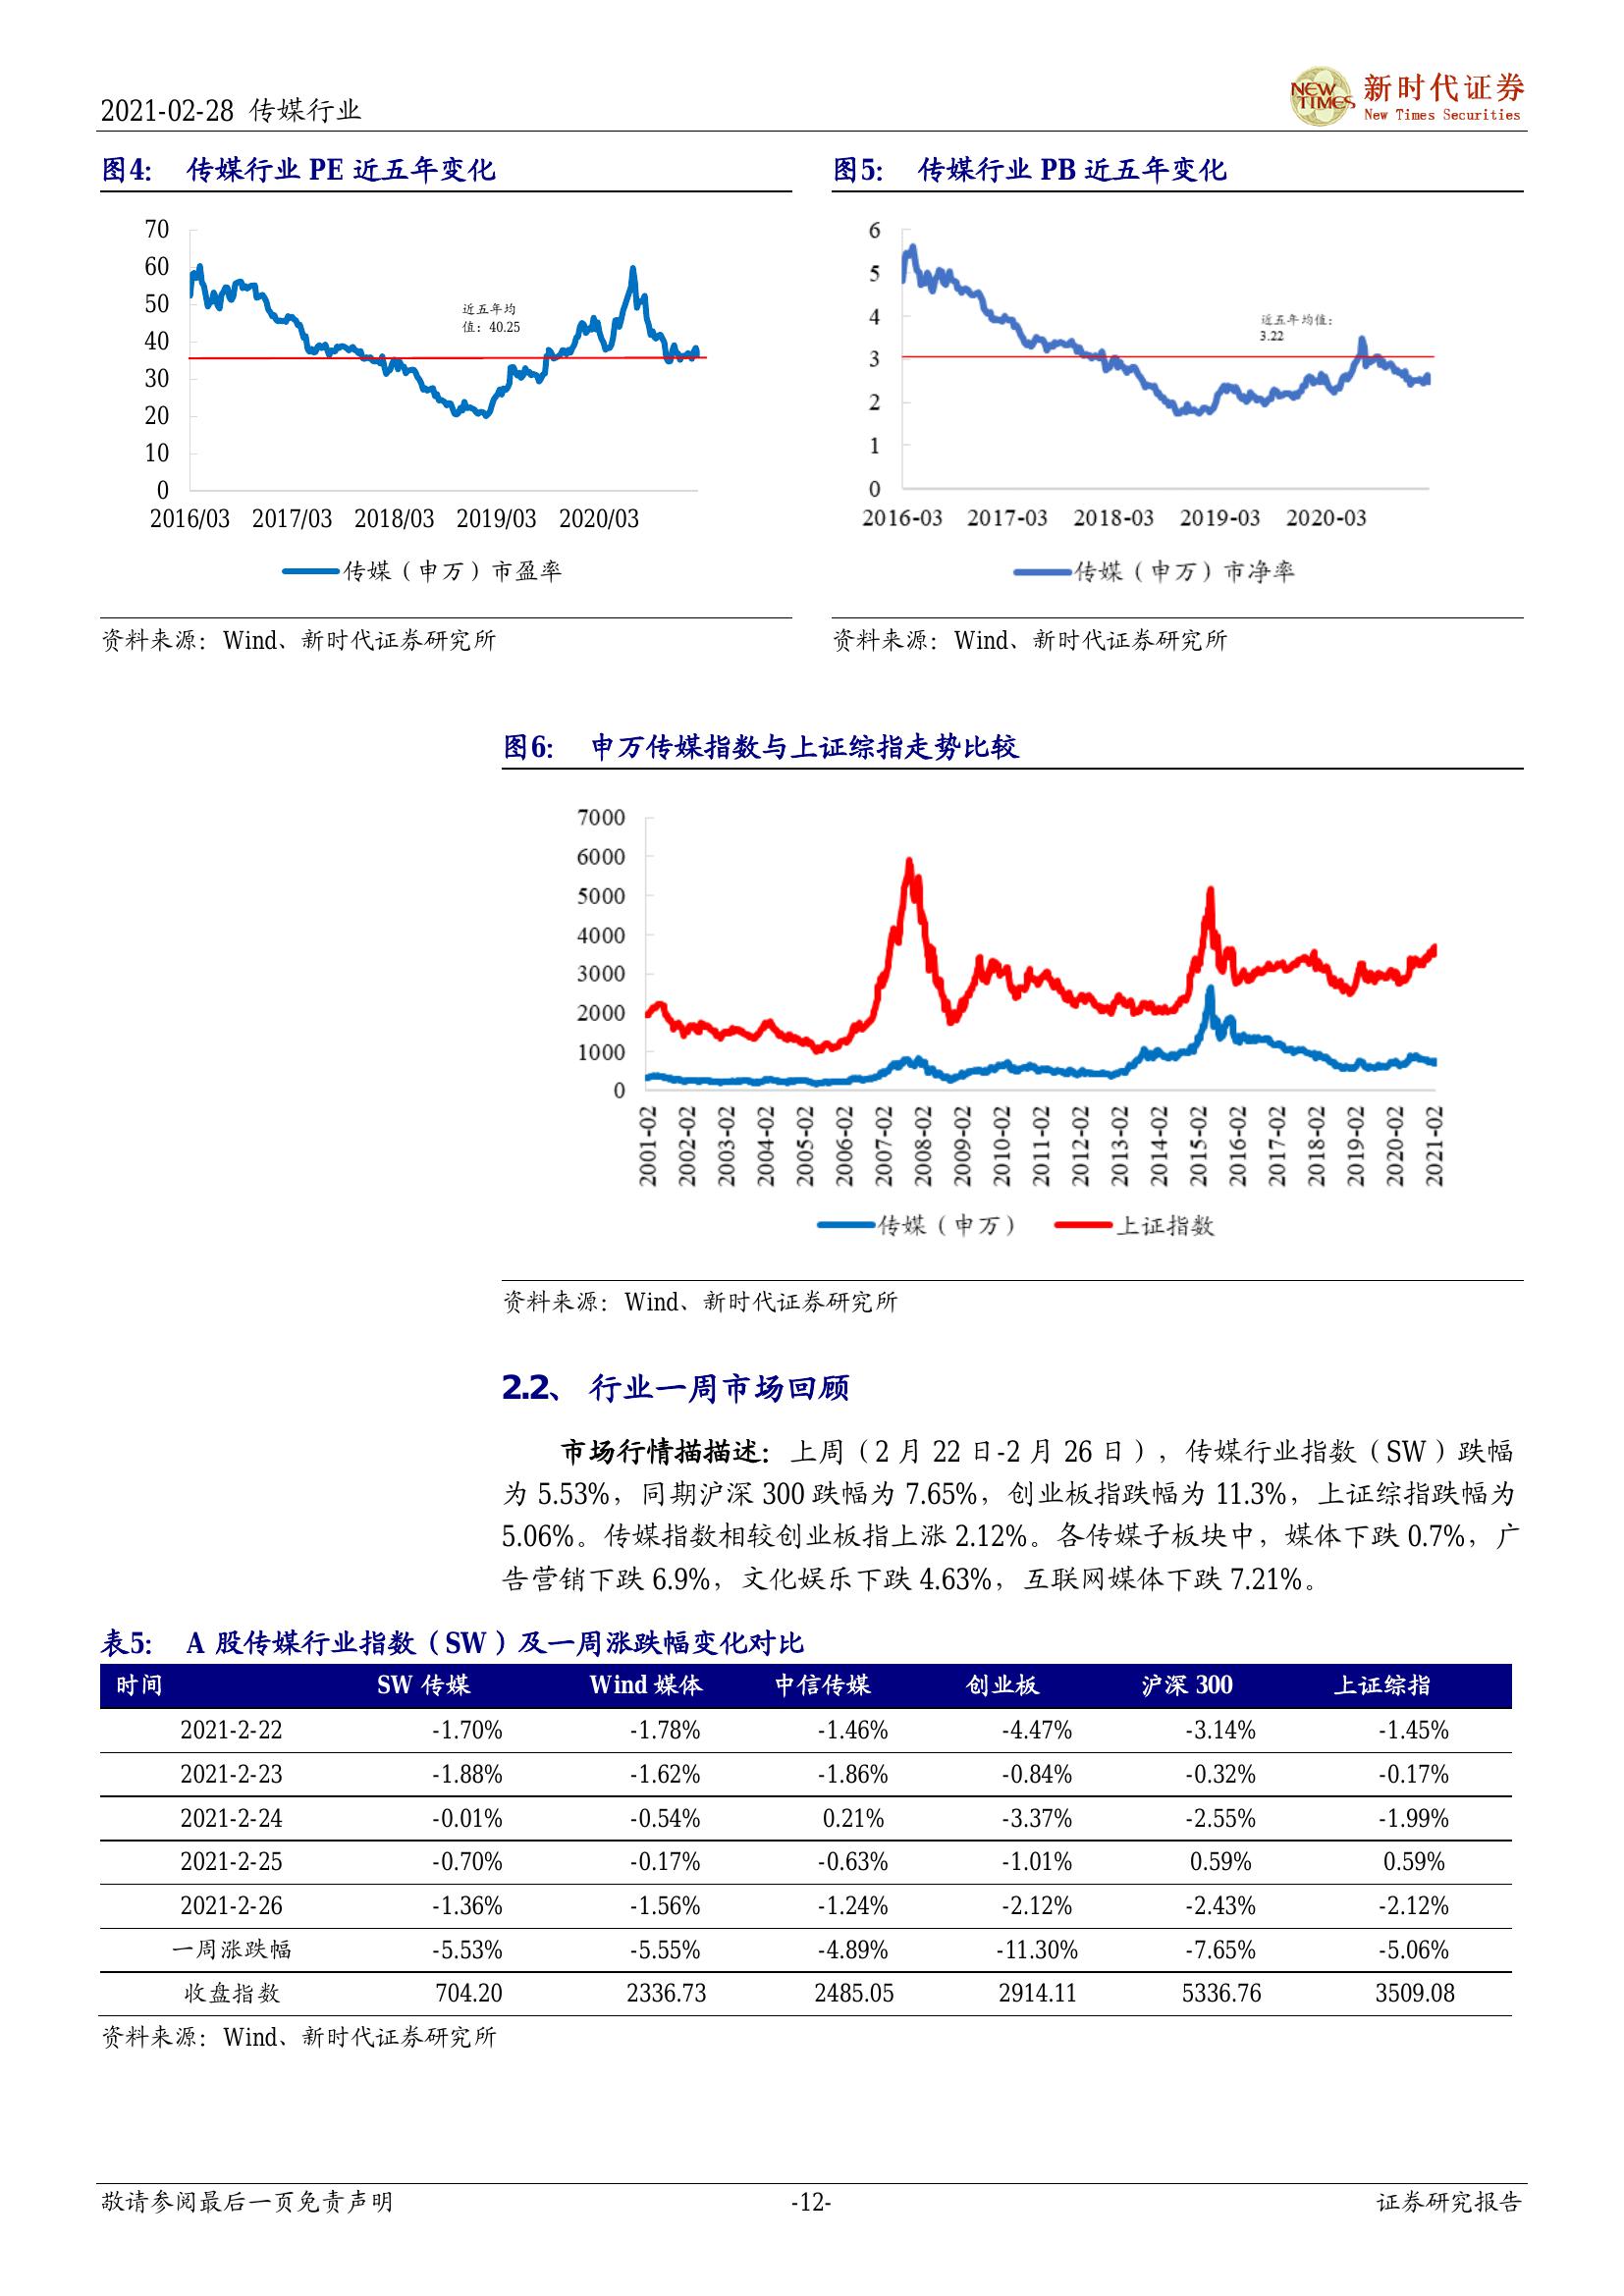 2021-02-28 传媒行业
NEW TIMES 新时代证券
New Times Securities
图4: 传媒行业 PE 近五年变化
70
60
50
40
30
20
10
0
近五年均
值:40.25
2016/03 2017/03 2018/03 2019/03 2020/03
传媒(申万)市盈率
资料来源:Wind、新时代证券研究所
图5: 传媒行业 PB 近五年变化
6
5
4
3
2
1
0
近五年均值:
3.22
2016-03 2017-03 2018-03 2019-03 2020-03
传媒(申万)市净率
资料来源:Wind、新时代证券研究所
图6: 申万传媒指数与上证综指走势比较
7000
6000
5000
4000
3000
2000
1000
0
2001-02 2002-02 2003-02 2004-02 2005-02 2006-02 2007-02 2008-02 2009-02 2010-02 2011-02 2012-02 2013-02 2014-02 2015-02 2016-02 2017-02 2018-02 2019-02 2020-02 2021-02
传媒(申万) 上证指数
资料来源:Wind、新时代证券研究所
2.2、 行业一周市场回顾
市场行情描描述:上周(2 月 22 日-2 月 26 日),传媒行业指数(SW)跌幅
为 5.53%,同期沪深 300 跌幅为 7.65%,创业板指跌幅为 11.3%,上证综指跌幅为
5.06%。传媒指数相较创业板指上涨 2.12%。各传媒子板块中,媒体下跌 0.7%,广
告营销下跌 6.9%,文化娱乐下跌 4.63%,互联网媒体下跌 7.21%。
表5: A 股传媒行业指数(SW)及一周涨跌幅变化对比
时间 SW 传媒 Wind 媒体 中信传媒 创业板 沪深 300 上证综指
2021-2-22 -1.70% -1.78% -1.46% -4.47% -3.14% -1.45%
2021-2-23 -1.88% -1.62% -1.86% -0.84% -0.32% -0.17%
2021-2-24 -0.01% -0.54% 0.21% -3.37% -2.55% -1.99%
2021-2-25 -0.70% -0.17% -0.63% -1.01% 0.59% 0.59%
2021-2-26 -1.36% -1.56% -1.24% -2.12% -2.43% -2.12%
一周涨跌幅 -5.53% -5.55% -4.89% -11.30% -7.65% -5.06%
收盘指数 704.20 2336.73 2485.05 2914.11 5336.76 3509.08
资料来源:Wind、新时代证券研究所
敬请参阅最后一页免责声明 -12- 证券研究报告